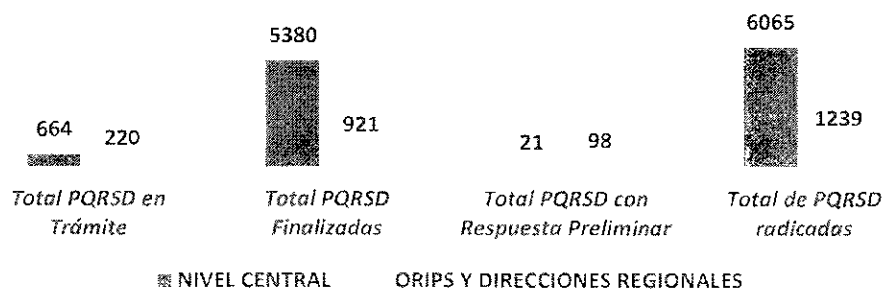 5380
6065
664
220
921
21
98
1239
Total PQRSD en
Trámite
Total PQRSD
Finalizadas
Total PQRSD con
Respuesta Preliminar
Total de PQRSD
radicadas
NIVEL CENTRAL ORIPS Y DIRECCIONES REGIONALES